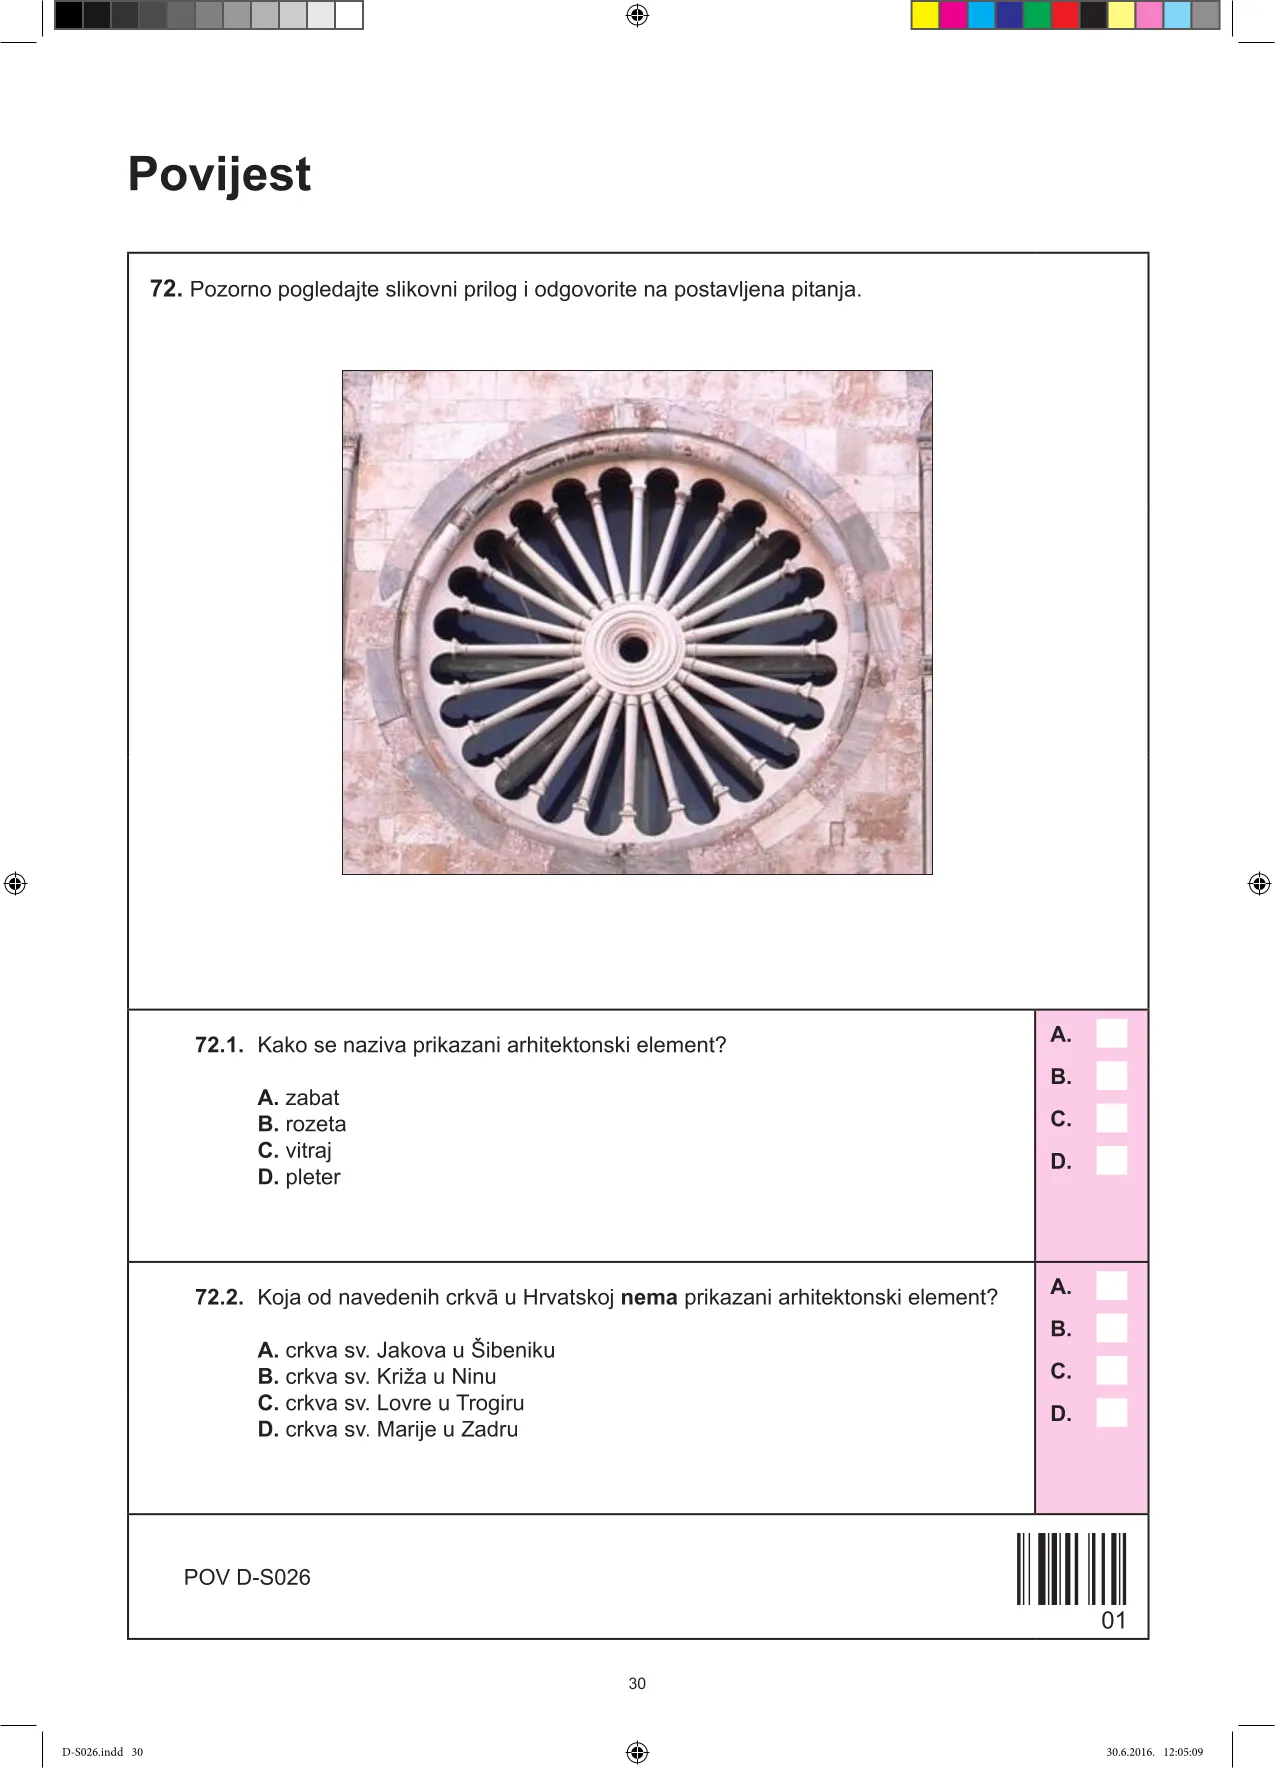 Povijest
72. Pozorno pogledajte slikovni prilog i odgovorite na postavljena pitanja.
72.1. Kako se naziva prikazani arhitektonski element?
A. zabat
B. rozeta
C. vitraj
D. pleter
A.
B.
C.
D.
72.2. Koja od navedenih crkvā u Hrvatskoj nema prikazani arhitektonski element?
A. crkva sv. Jakova u Šibeniku
B. crkva sv. Križa u Ninu
C. crkva sv. Lovre u Trogiru
D. crkva sv. Marije u Zadru
A.
B.
C.
D.
POV D-S026
01
30
D-S026.indd 30
30.6.2016. 12:05:09